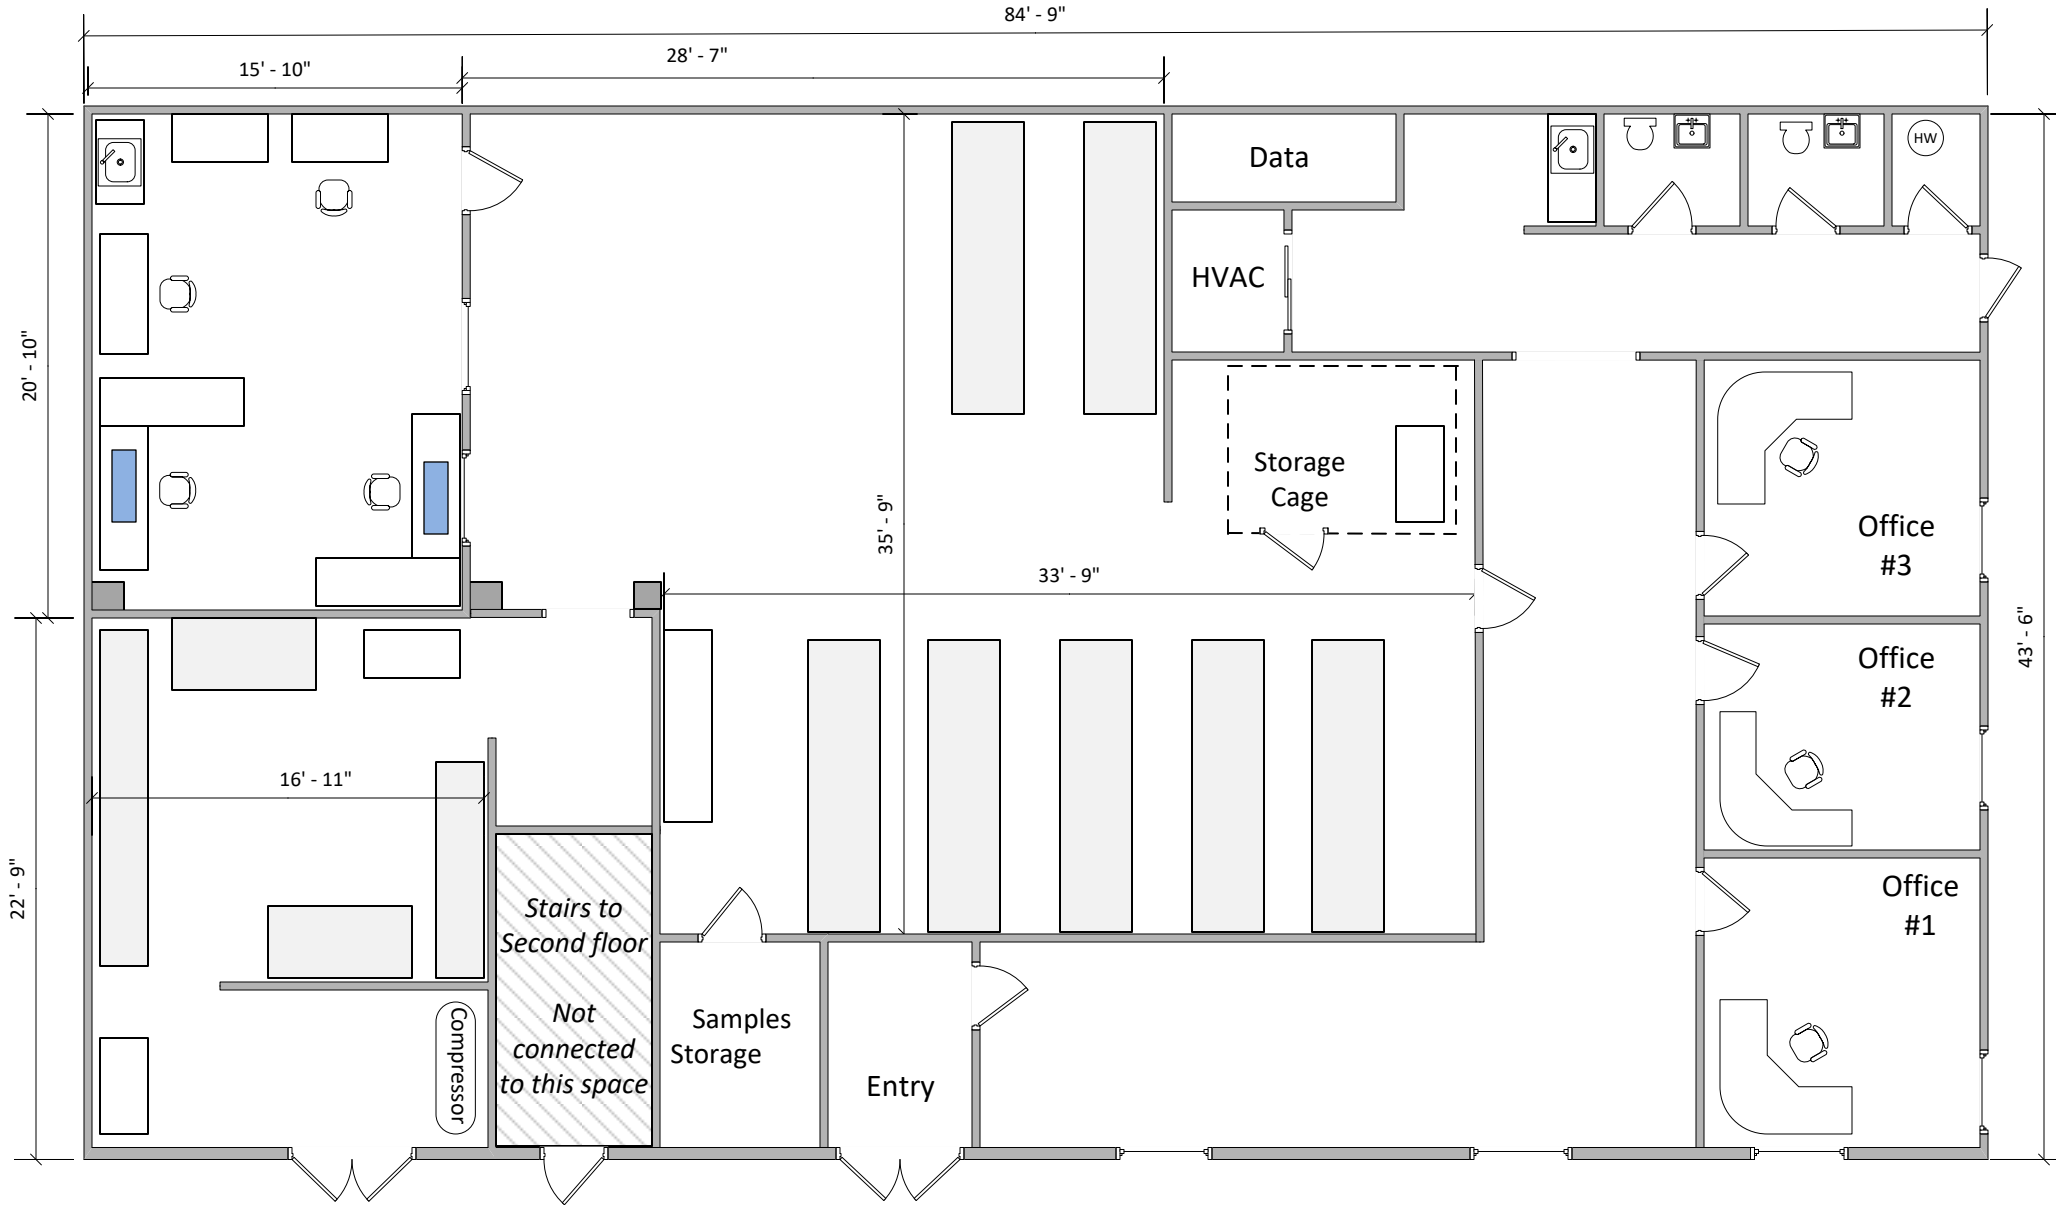 84' - 9"
28' - 7"
15' - 10"
Data
HW
HVAC
20' - 10"
Storage
Cage
35' - 9"
Office
#3
33' - 9"
43' - 6"
Office
#2
16' - 11"
22' - 9"
Office
#1
Stairs to
Second floor
Not
connected
to this space
Compressor
Samples
Storage
Entry